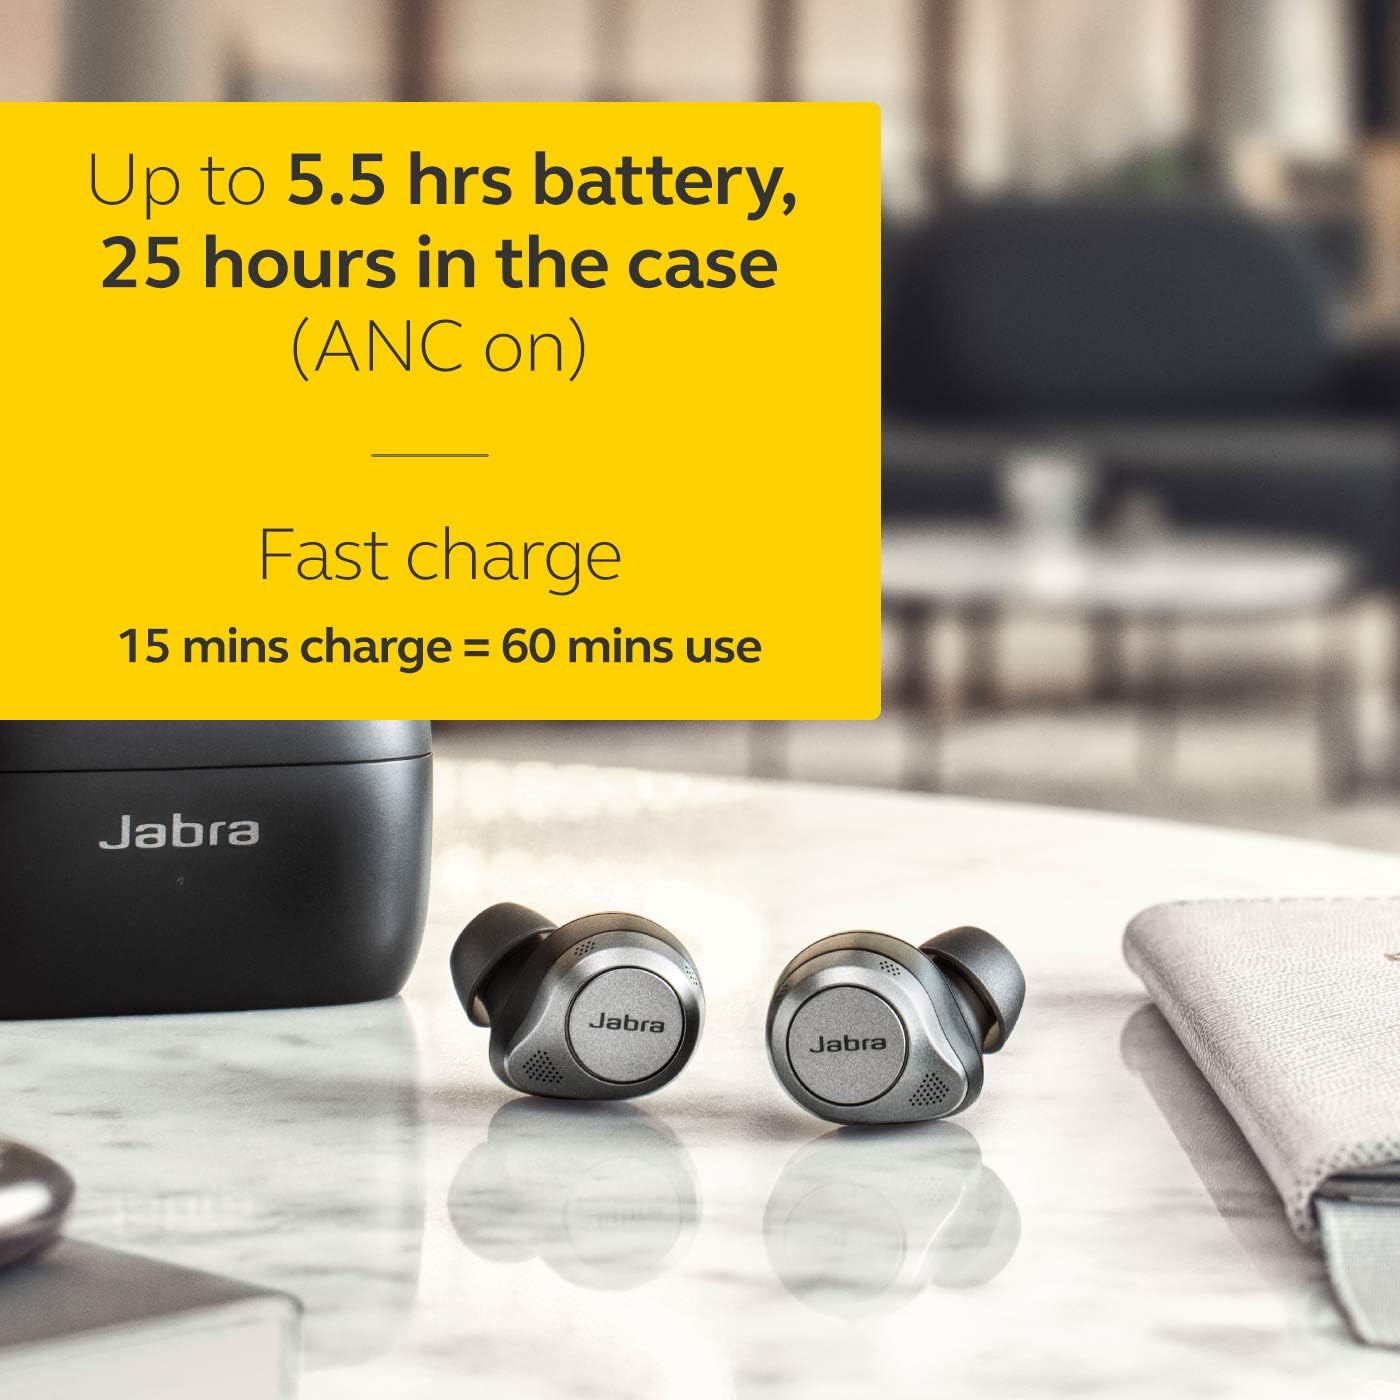 Up to 5.5 hrs battery,
25 hours in the case
(ANC on)
Fast charge
15 mins charge = 60 mins use
Jabra
Jabra
Jabra